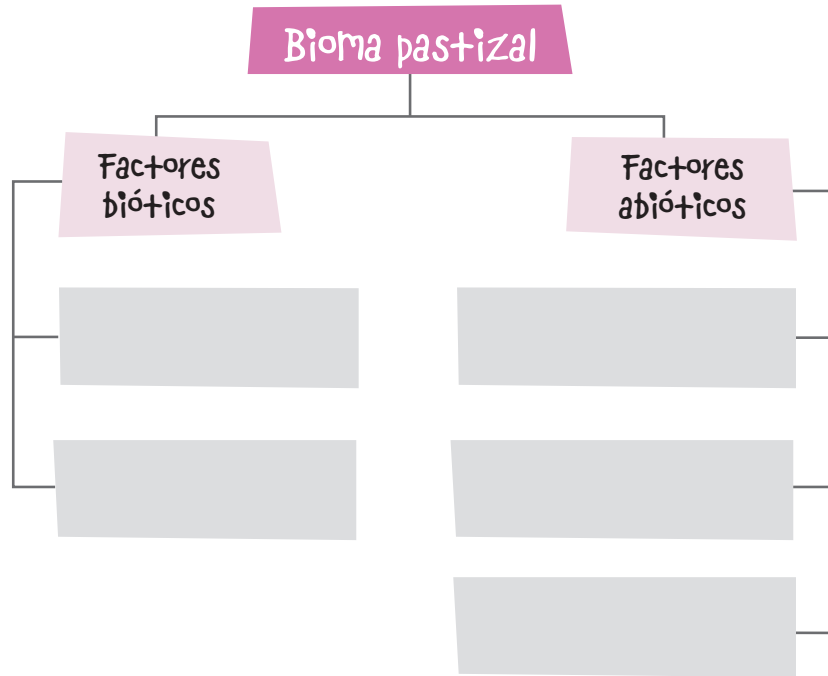 Bioma pastizal
Factores
bióticos
Factores
abióticos